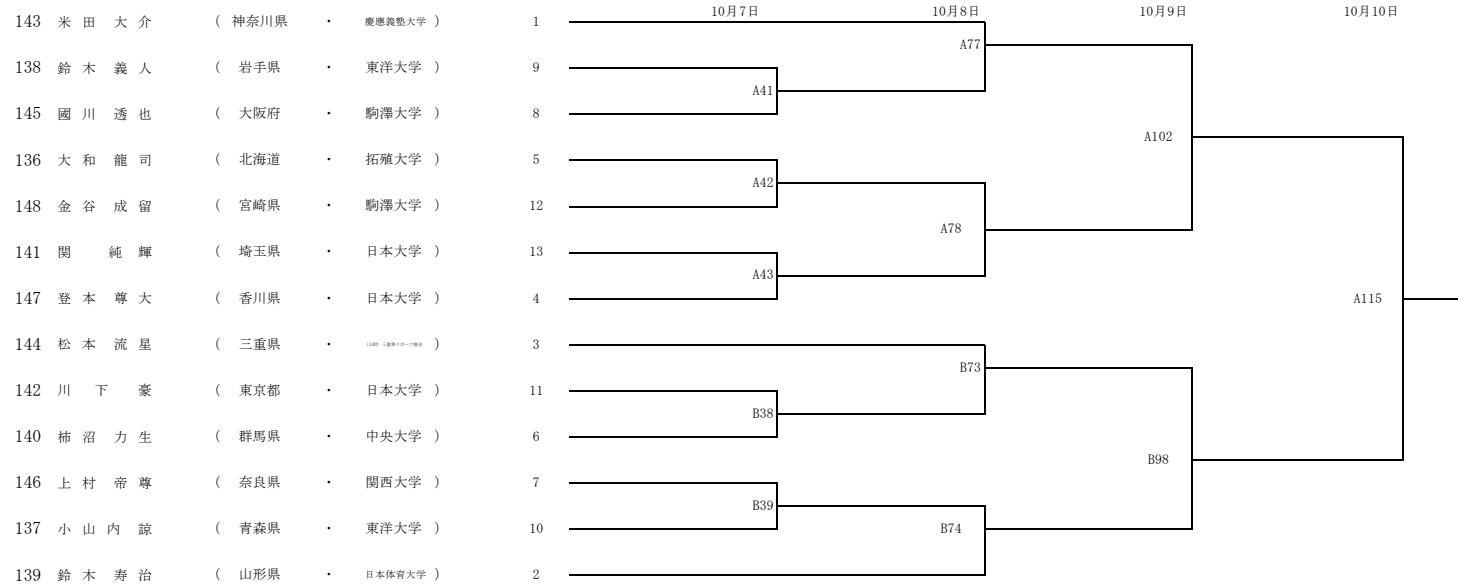 10月7日 10月8日 10月9日 10月10日
143 米田 大介 ( 神奈川県 ・ 慶應義塾大学 ) 1
A77
138 鈴木 義人 ( 岩手県 ・ 東洋大学 ) 9
A41
145 國川 透也 ( 大阪府 ・ 駒澤大学 ) 8
A102
136 大和 龍司 ( 北海道 ・ 拓殖大学 ) 5
A42
148 金谷 成留 ( 宮崎県 ・ 駒澤大学 ) 12
A78
141 関 純輝 ( 埼玉県 ・ 日本大学 ) 13
A43
147 登本 尊大 ( 香川県 ・ 日本大学 ) 4
A115
144 松本 流星 ( 三重県 ・ ) 3
B73
142 川下 豪 ( 東京都 ・ 日本大学 ) 11
B38
140 柿沼 力生 ( 群馬県 ・ 中央大学 ) 6
B98
146 上村 帝尊 ( 奈良県 ・ 関西大学 ) 7
B39
137 小山内 諒 ( 青森県 ・ 東洋大学 ) 10
B74
139 鈴木 寿治 ( 山形県 ・ 日本体育大学 ) 2